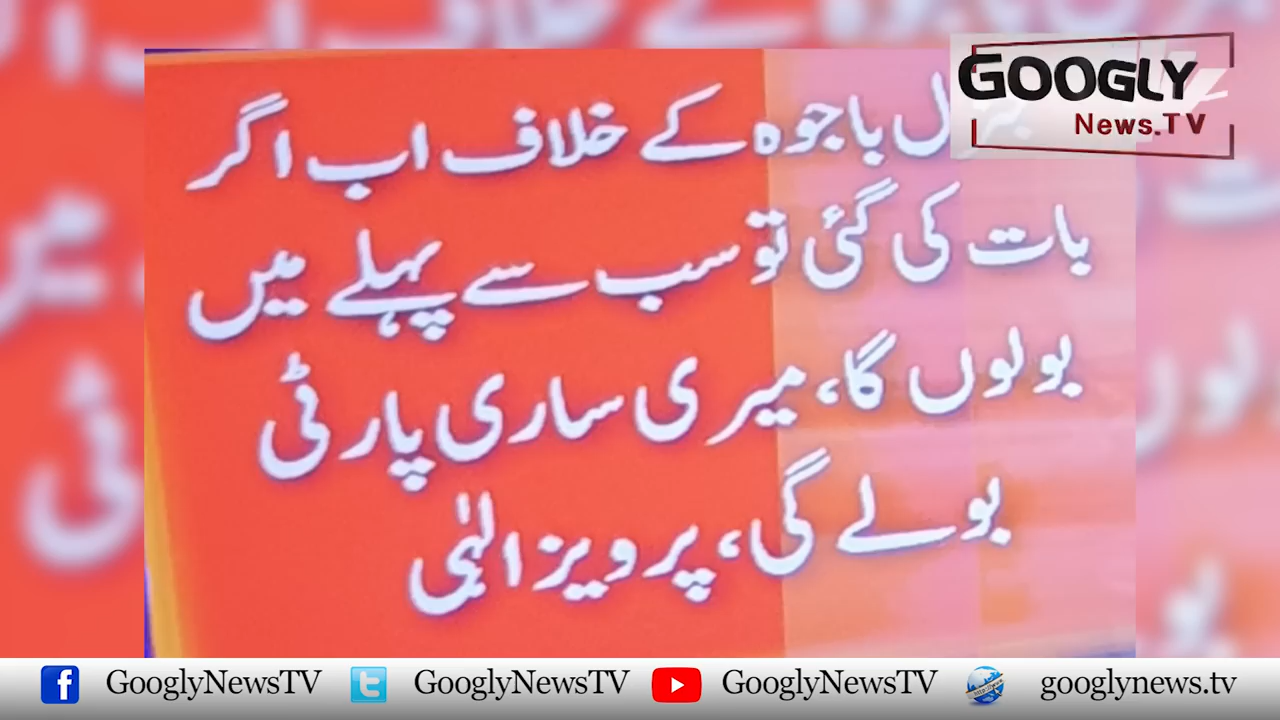 GOOGLY
News.TV
باجوہ کے خلاف اب اگر
بات کی گئی تو سب سے پہلے میں
بولوں گا، میری ساری پارٹی
بولے گی، پرویز الٰہی
GooglyNewsTV GooglyNewsTV GooglyNewsTV googlynews.tv